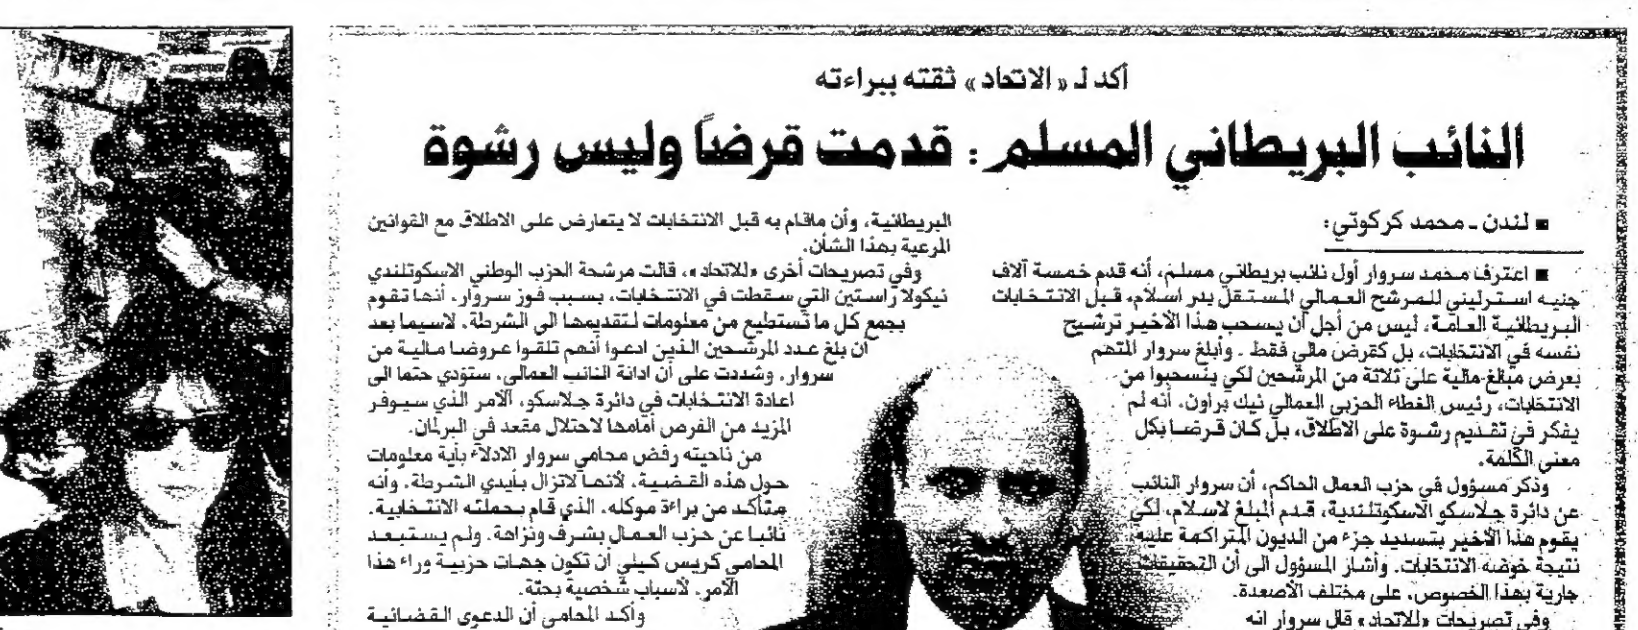 أكد لـ «الاتحاد» ثقته ببراءته
النائب البريطاني المسلم: قدمت قرضاً وليس رشوة
■ لندن ـ محمد كركوتي:
■ اعترف محمد سروار أول نائب بريطاني مسلم، أنه قدم خمسة آلاف
جنيه استرليني للمرشح العمالي المستقل بدر اسلام، قبل الانتخابات
البريطانية العامة، ليس من أجل أن يسحب هذا الأخير ترشيح
نفسه في الانتخابات، بل كقرض مالي فقط. وأبلغ سروار المتهم
بعرض مبالغ مالية على ثلاثة من المرشحين لكي ينسحبوا من
الانتخابات، رئيس الغطاء الحزبي العمالي نيك براون، أنه لم
يفكر في تقديم رشوة على الاطلاق، بل كان قرضا بكل
معنى الكلمة.
وذكر مسؤول في حزب العمال الحاكم، أن سروار النائب
عن دائرة جلاسكو الاسكوتلندية، قدم المبلغ لاسلام، لكي
يقوم هذا الأخير بتسديد جزء من الديون المتراكمة عليه،
نتيجة خوضه الانتخابات. وأشار المسؤول الى أن التحقيقات
جارية بهذا الخصوص، على مختلف الأصعدة.
وفي تصريحات «للاتحاد» قال سروار انه
البريطانية، وأن ماقام به قبل الانتخابات لا يتعارض على الاطلاق مع القوانين
المرعية بهذا الشأن.
وفي تصريحات أخرى «للاتحاد»، قالت مرشحة الحزب الوطني الاسكوتلندي
نيكولا راستين التي سقطت في الانتخابات، بسبب فوز سروار، أنها تقوم
بجمع كل ما تستطيع من معلومات لتقديمها الى الشرطة، لاسيما بعد
أن بلغ عدد المرشحين الذين ادعوا أنهم تلقوا عروضا مالية من
سروار. وشددت على أن ادانة النائب العمالي، ستؤدي حتما الى
اعادة الانتخابات في دائرة جلاسكو، الأمر الذي سيوفر
المزيد من الفرص أمامها لاحتلال مقعد في البرلمان.
من ناحيته رفض محامي سروار الادلاء بأية معلومات
حول هذه القضية، لأنها لاتزال بأيدي الشرطة، وأنه
متأكد من براءة موكله، الذي قام بحملته الانتخابية،
نائبا عن حزب العمال بشرف ونزاهة. ولم يستبعد
المحامي كريس كيلي أن تكون جهات حزبية وراء هذا
الأمر، لأسباب شخصية بحتة.
وأكد المحامي أن الدعوى القضائية